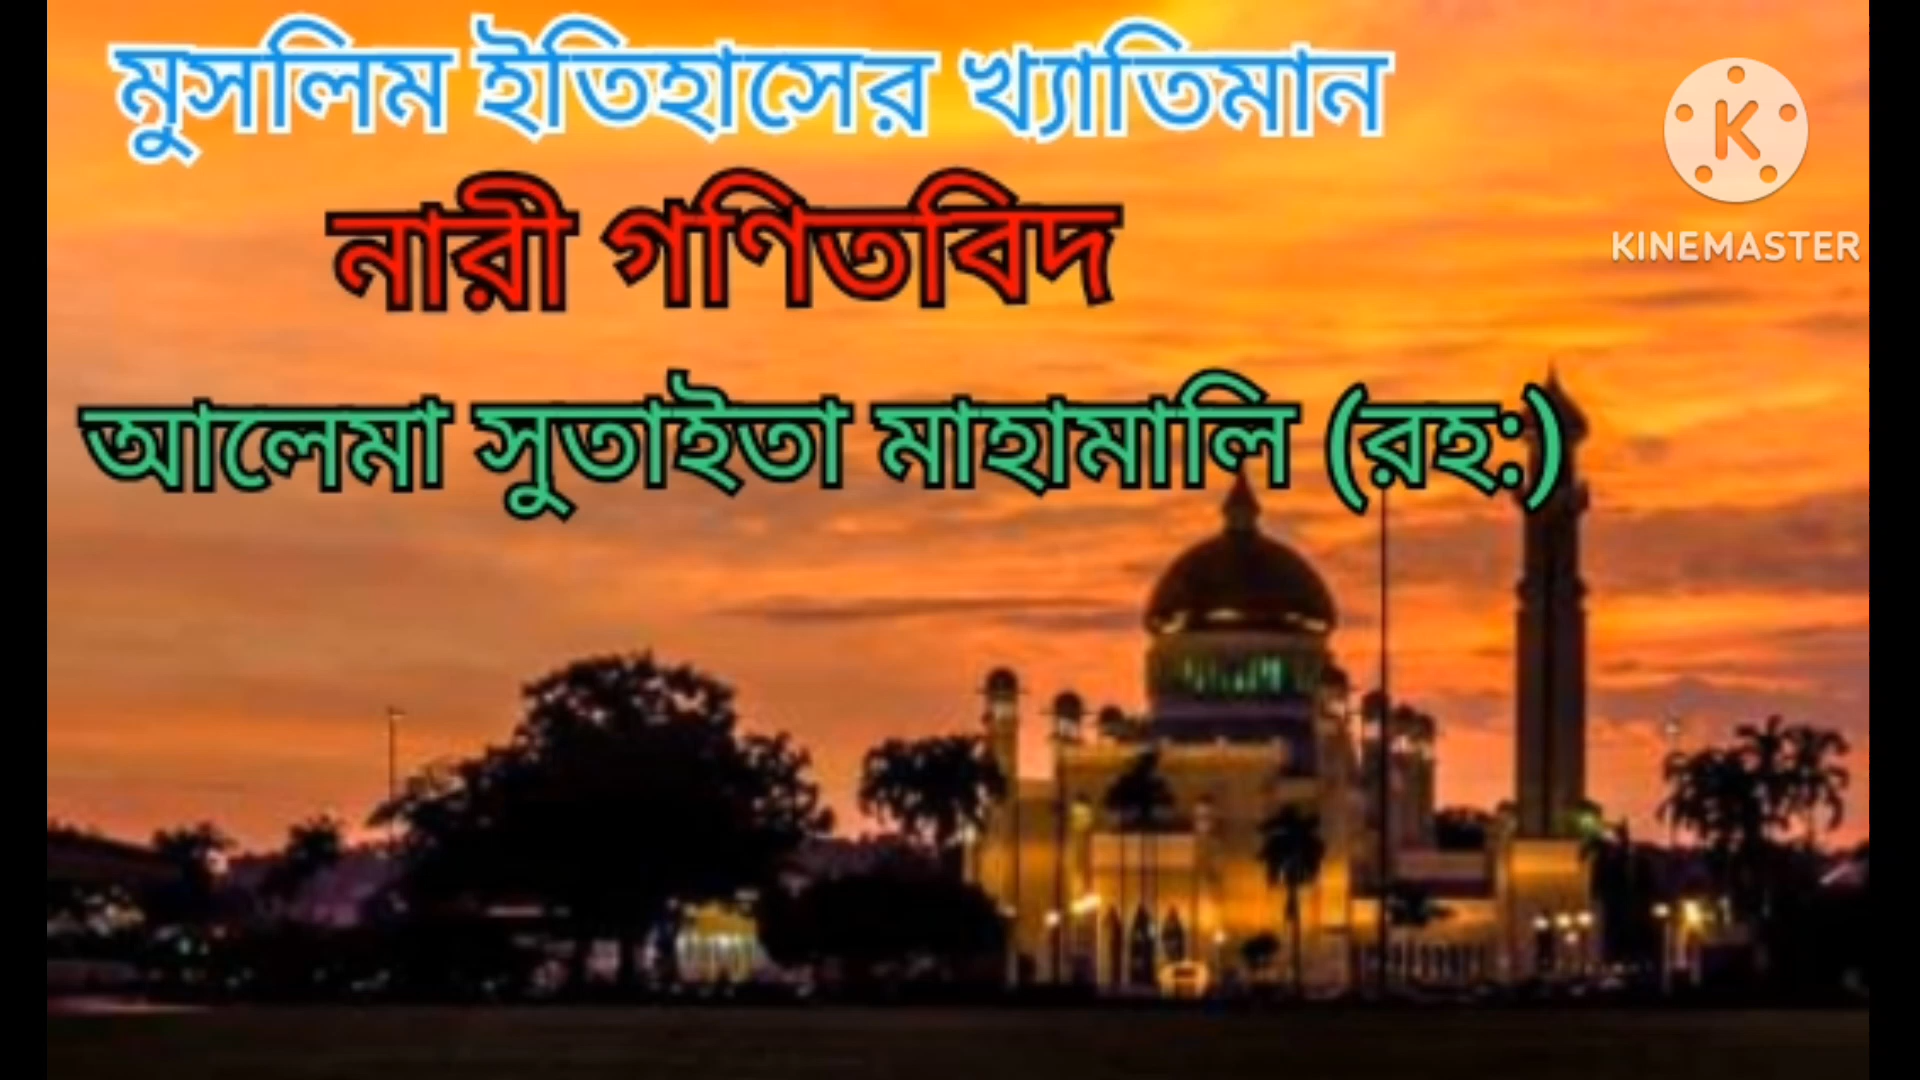 মুসলিম ইতিহাসের খ্যাতিমান
নারী গণিতবিদ
আলেমা সুতাইতা মাহামালি (রহ:)
K
KINEMASTER